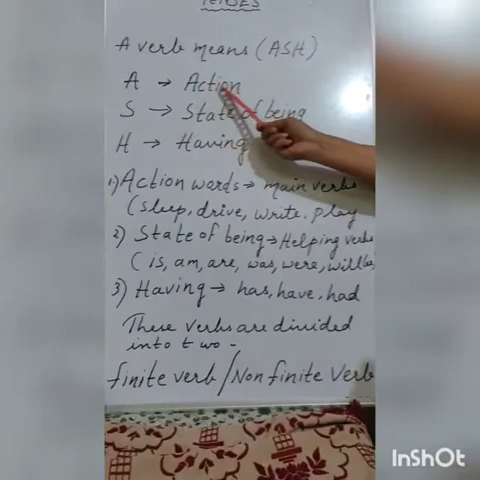 TENSES
A verb means (ASH)
A → Action
S → State of being
H → Having
1) Action words → main verbs
(sleep, drive, write, play
2) State of being → Helping verbs
(is, am, are, was, were, will be,
3) Having → has, have, had
These verbs are divided
into two -
finite verb / Non finite Verb
InShOt